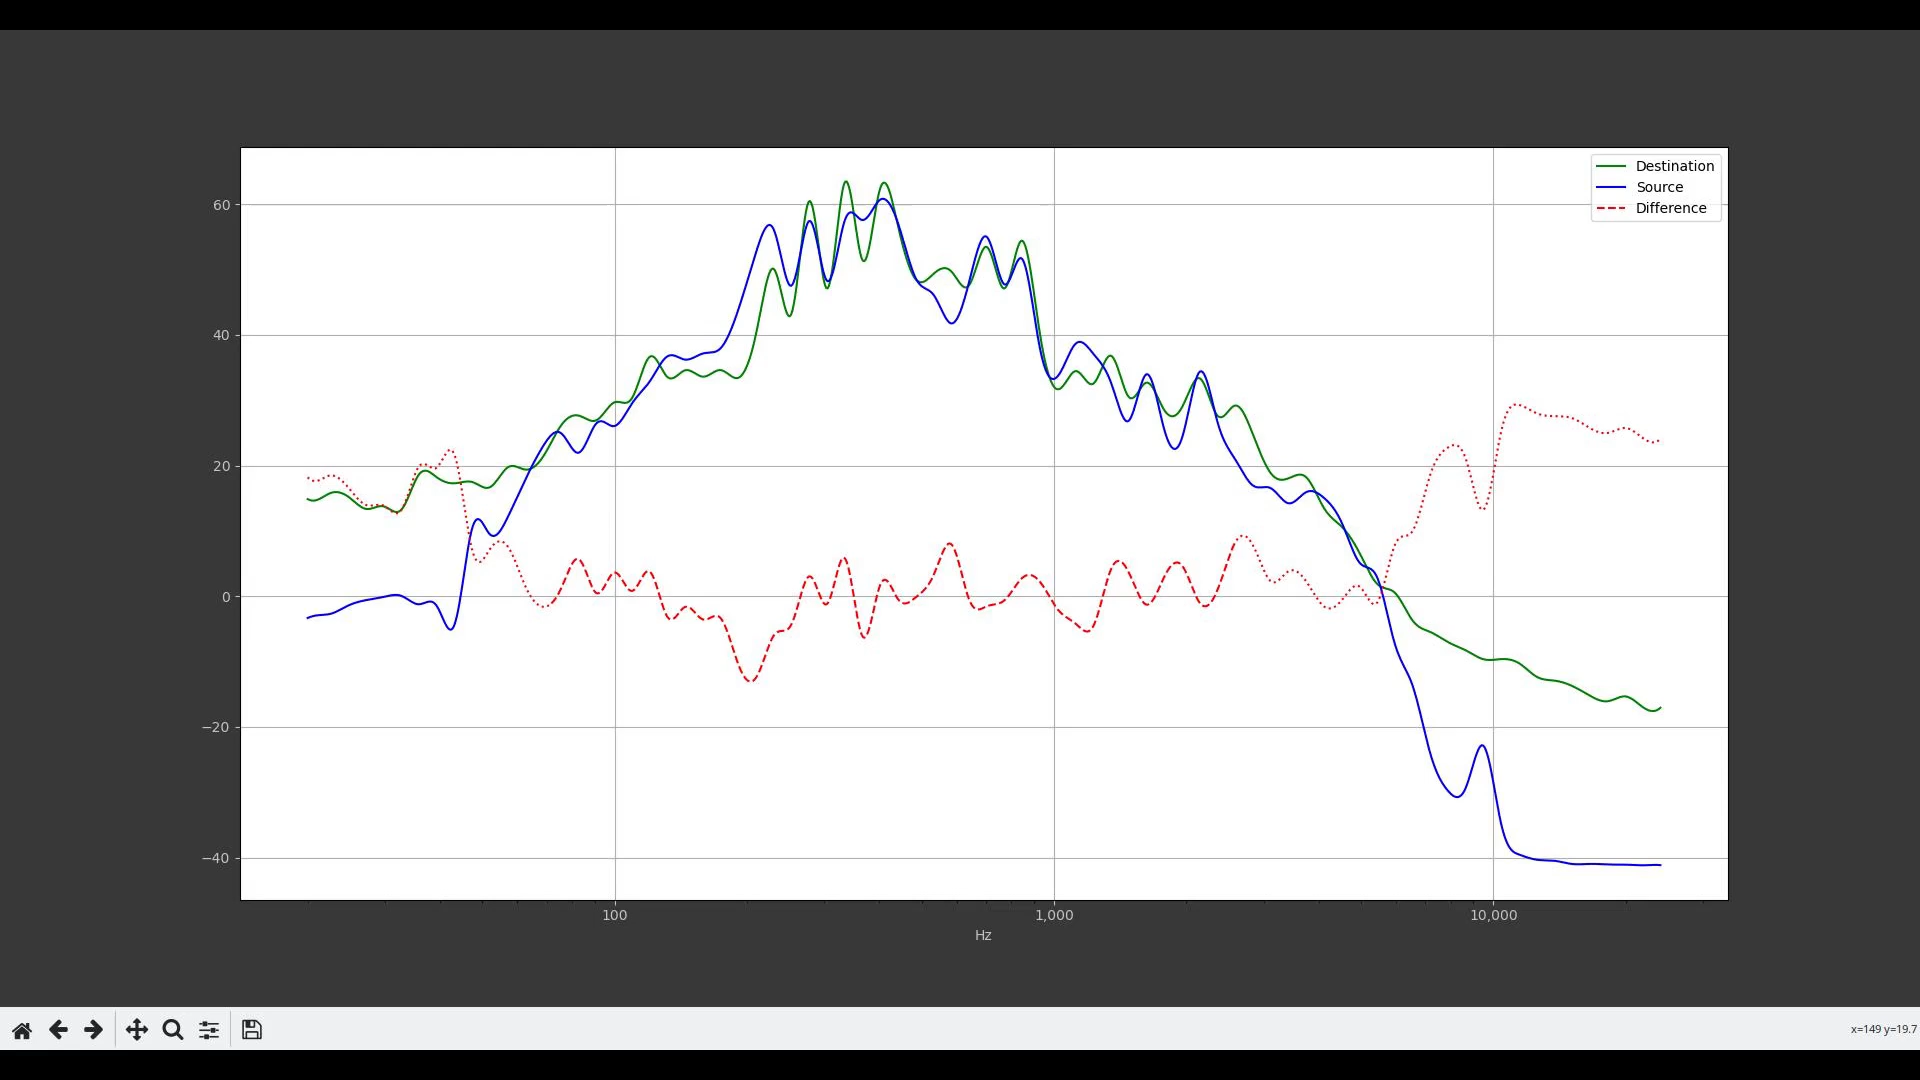 Destination
Source
Difference
60
40
20
0
−20
−40
100
1,000
10,000
Hz
x=149 y=19.7